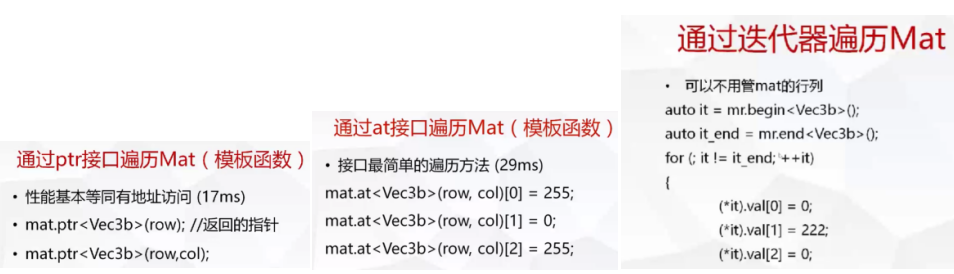 通过ptr接口遍历Mat（模板函数）
• 性能基本等同有地址访问 (17ms)
• mat.ptr<Vec3b>(row); //返回的指针
• mat.ptr<Vec3b>(row,col);
通过at接口遍历Mat（模板函数）
• 接口最简单的遍历方法 (29ms)
mat.at<Vec3b>(row, col)[0] = 255;
mat.at<Vec3b>(row, col)[1] = 0;
mat.at<Vec3b>(row, col)[2] = 255;
通过迭代器遍历Mat
• 可以不用管mat的行列
auto it = mr.begin<Vec3b>();
auto it_end = mr.end<Vec3b>();
for (; it != it_end; ++it)
{
(*it).val[0] = 0;
(*it).val[1] = 222;
(*it).val[2] = 0;